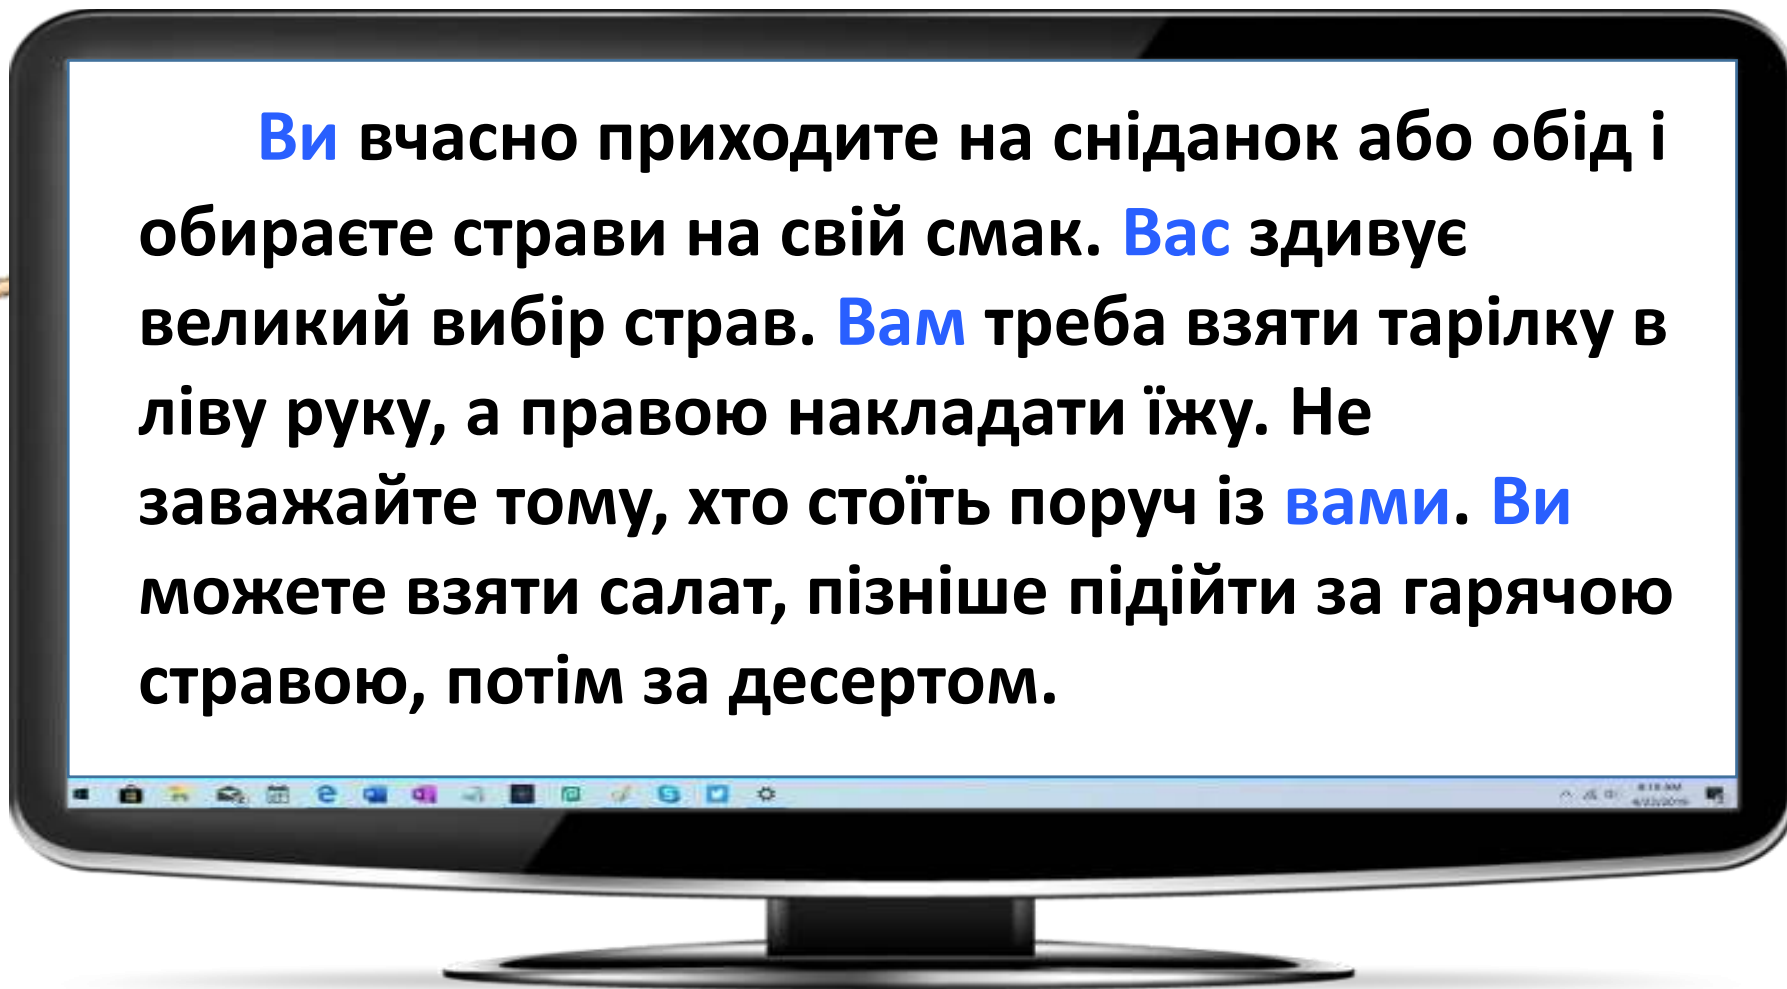 Ви вчасно приходите на сніданок або обід і
обираєте страви на свій смак. Вас здивує
великий вибір страв. Вам треба взяти тарілку в
ліву руку, а правою накладати їжу. Не
заважайте тому, хто стоїть поруч із вами. Ви
можете взяти салат, пізніше підійти за гарячою
стравою, потім за десертом.